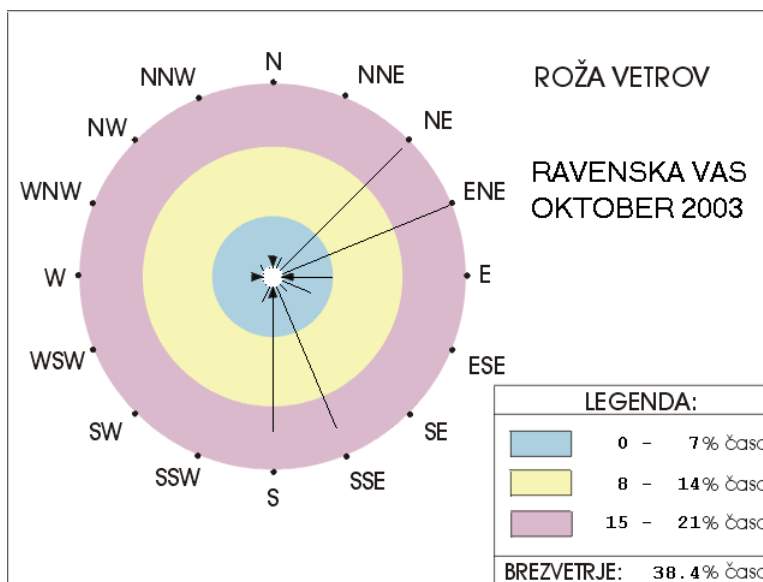 ROŽA VETROV
RAVENSKA VAS
OKTOBER 2003
N
NNE
NE
ENE
E
ESE
SE
SSE
S
SSW
SW
WSW
W
WNW
NW
NNW
LEGENDA:
0 - 7% časa
8 - 14% časa
15 - 21% časa
BREZVETRJE: 38.4% časa